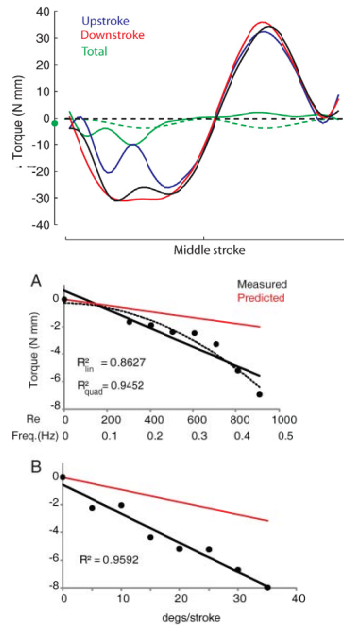 40
30
20
10
0
-10
-20
-30
-40
Torque (N mm)
Upstroke
Downstroke
Total
Middle strcke
A
Measured
Predicted
0
-2
-4
-6
-8
Torque (N mm)
R²lin = 0.8627
R²quad = 0.9452
Re 200 400 600 800 1000
Freq.(Hz) 0 0.1 0.2 0.3 0.4 0.5
B
0
-2
-4
-6
-8
R² = 0.9592
0 10 20 30 40
degs/stroke